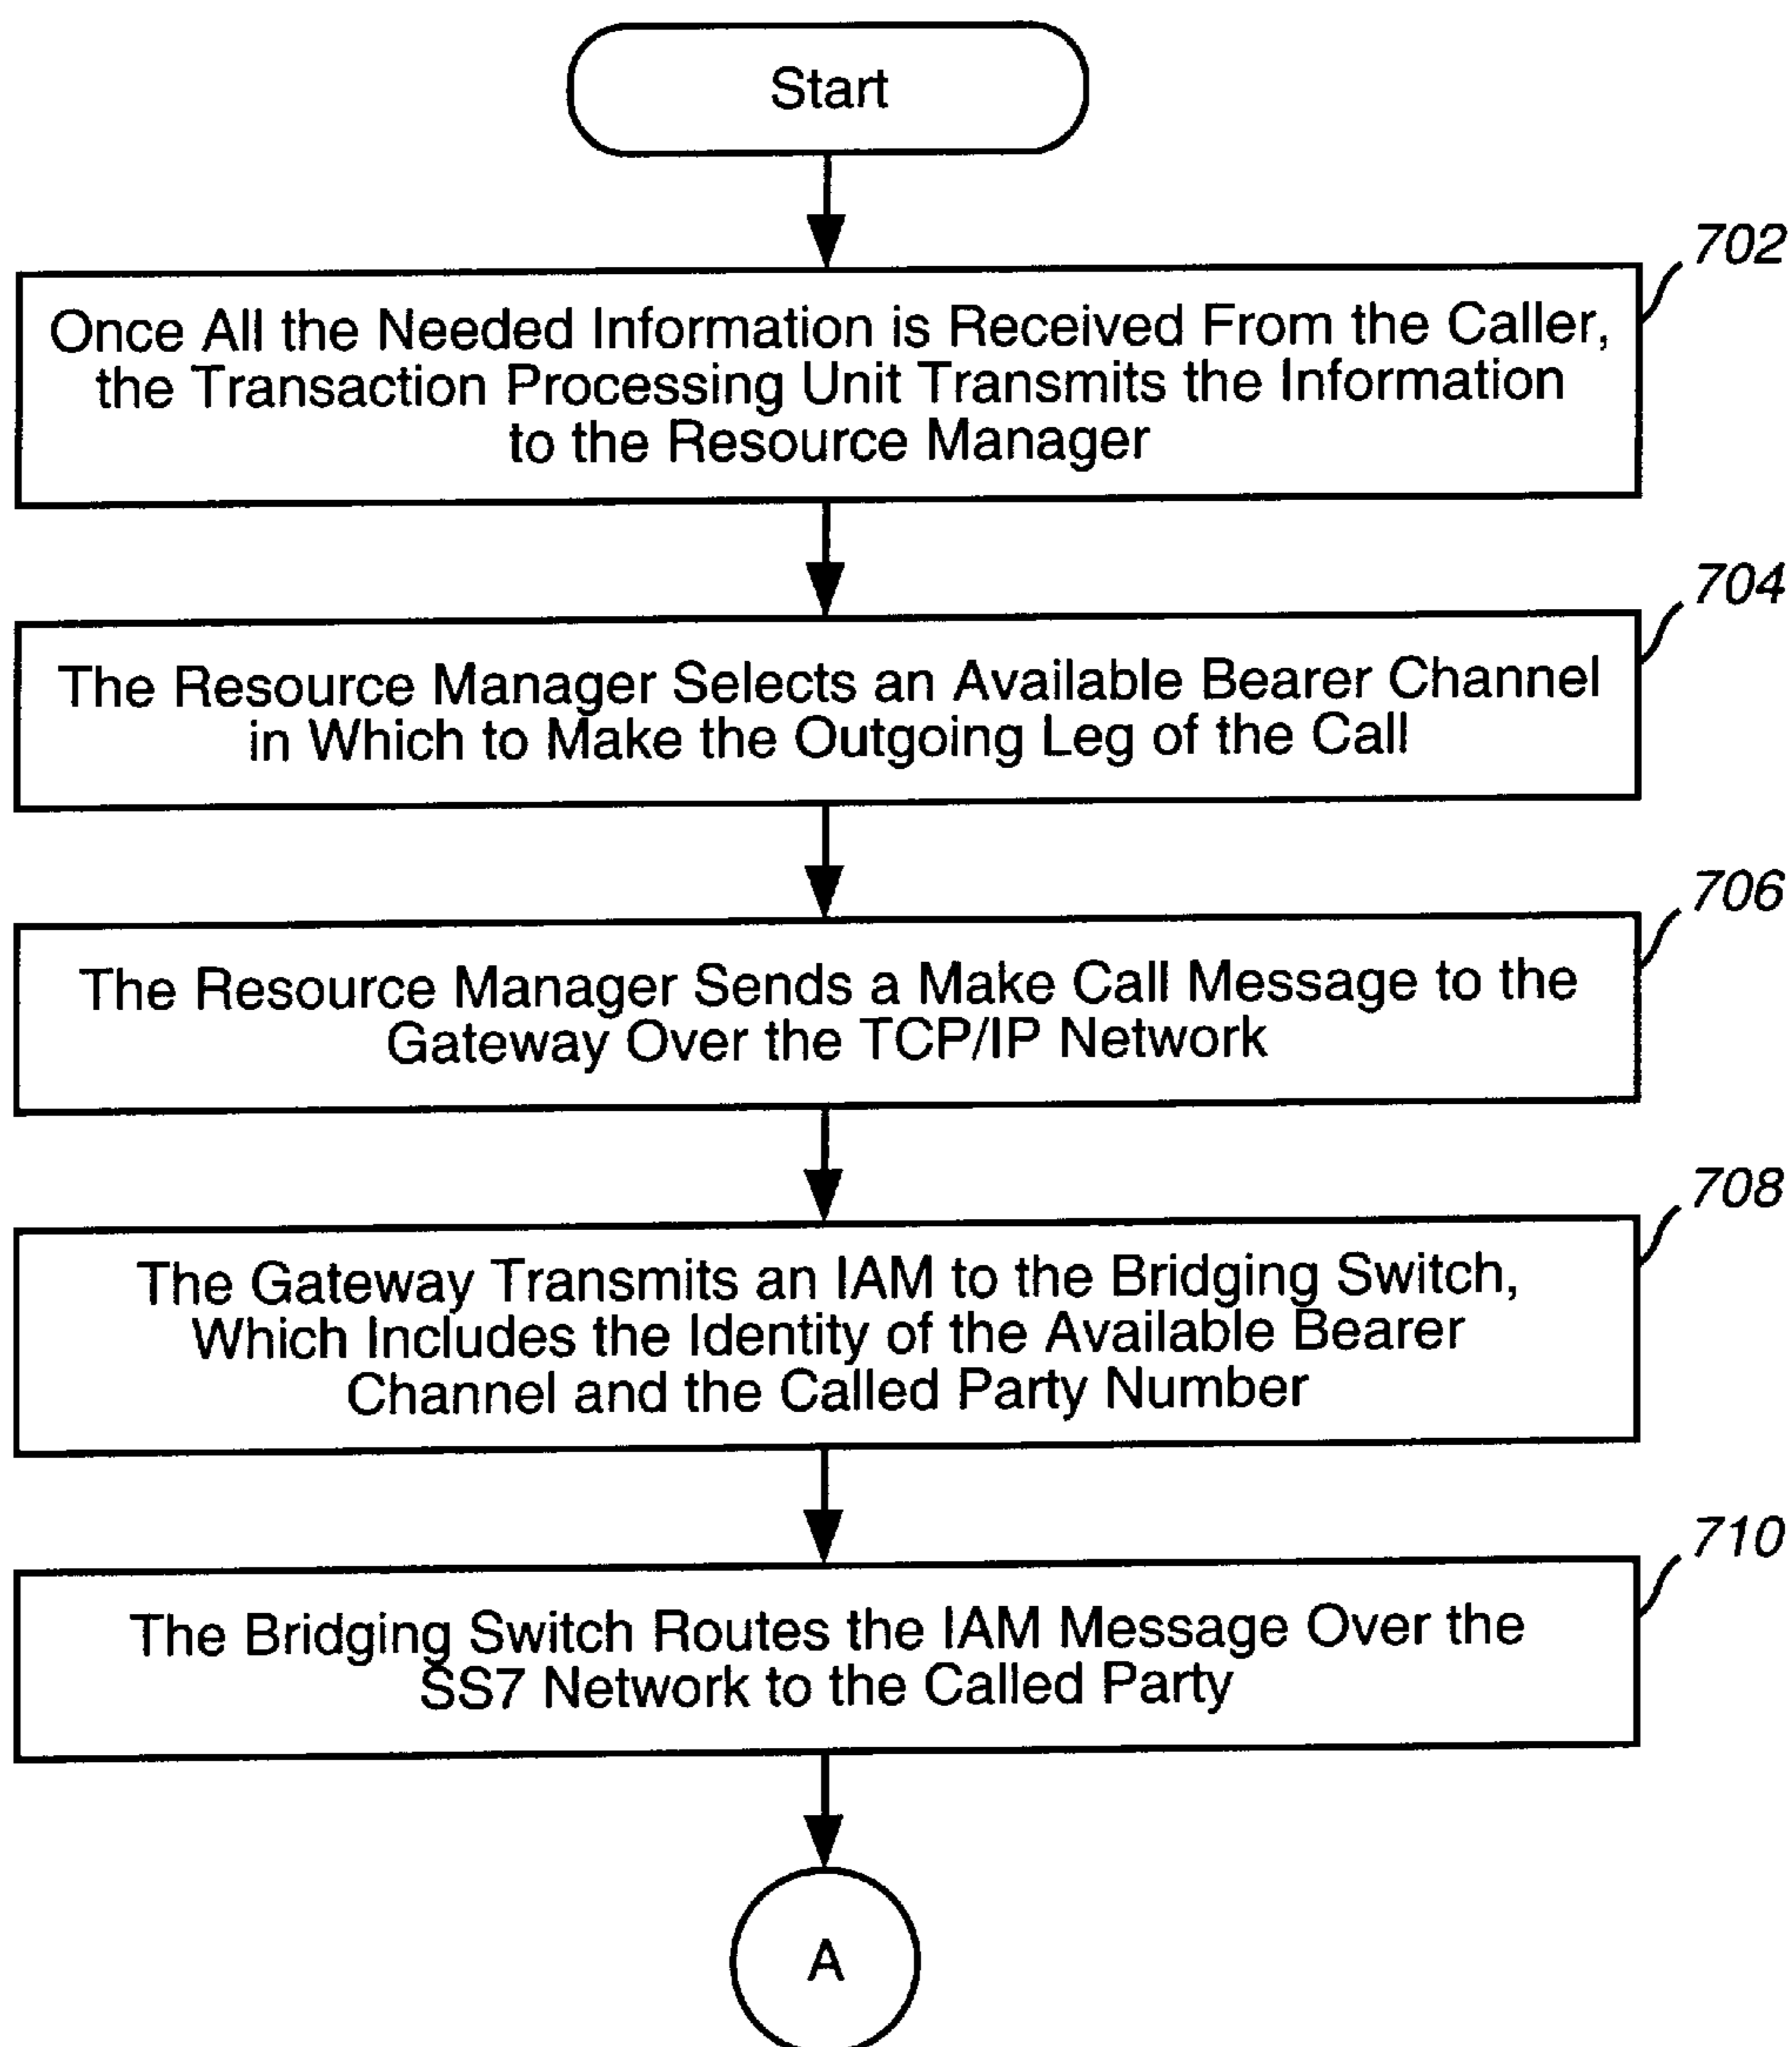 Start
702
Once All the Needed Information is Received From the Caller,
the Transaction Processing Unit Transmits the Information
to the Resource Manager
704
The Resource Manager Selects an Available Bearer Channel
in Which to Make the Outgoing Leg of the Call
706
The Resource Manager Sends a Make Call Message to the
Gateway Over the TCP/IP Network
708
The Gateway Transmits an IAM to the Bridging Switch,
Which Includes the Identity of the Available Bearer
Channel and the Called Party Number
710
The Bridging Switch Routes the IAM Message Over the
SS7 Network to the Called Party
A